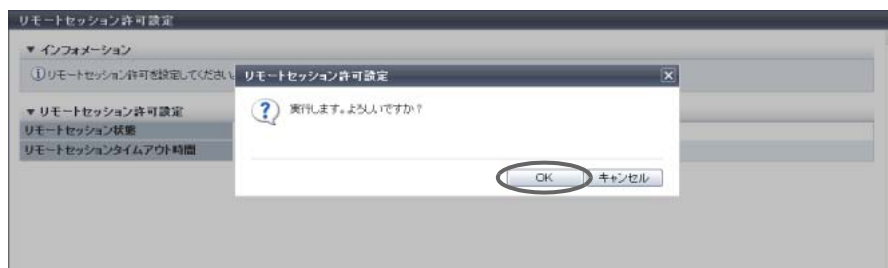 リモートセッション許可設定
▼ インフォメーション
リモートセッション許可を設定してください
リモートセッション許可設定
実行します。よろしいですか?
▼ リモートセッション許可設定
リモートセッション状態
リモートセッションタイムアウト時間
OK
キャンセル